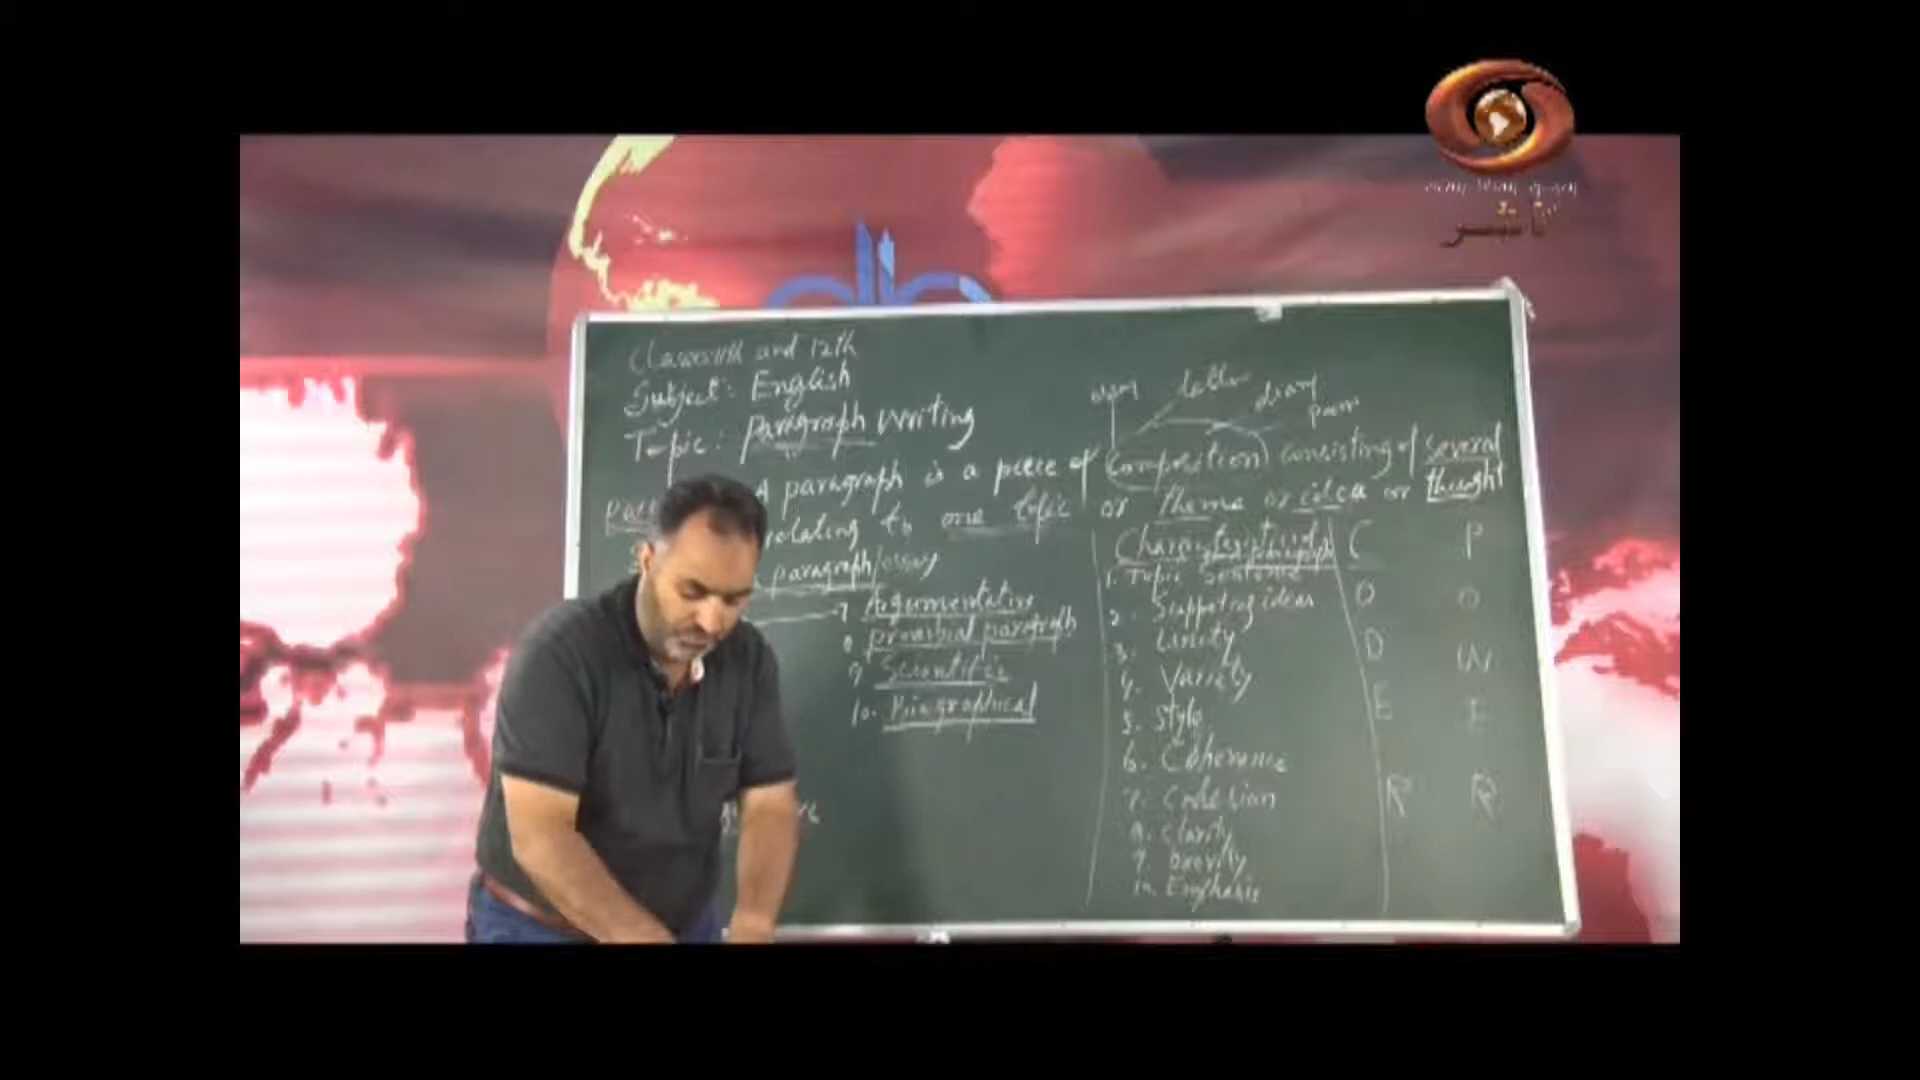 Class 11th and 12th
Subject: English
Topic: Paragraph writing
essay letter diary
poem
A paragraph is a piece of Composition consisting of several
relating to one topic or theme or idea or thought
paragraph/essay
7 Argumentative
8 proverbial paragraph
9 Scientific
10. Biographical
Characteristics
paragraph
1. Topic Sentence
2. Supporting ideas
3. Unity
4. Variety
5. Style
6. Coherence
7. Cohesion
8. Clarity
9. Brevity
10. Emphasis
C P
O O
D W
E E
R R